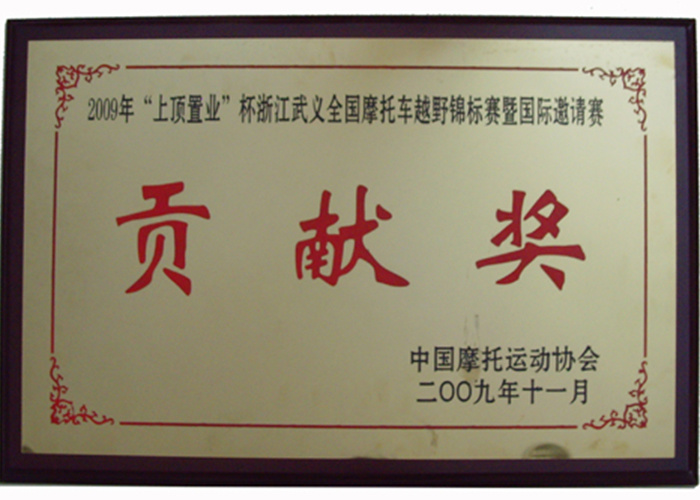 2009年“上顶置业”杯浙江武义全国摩托车越野锦标赛暨国际邀请赛
贡献奖
中国摩托运动协会
二〇〇九年十一月